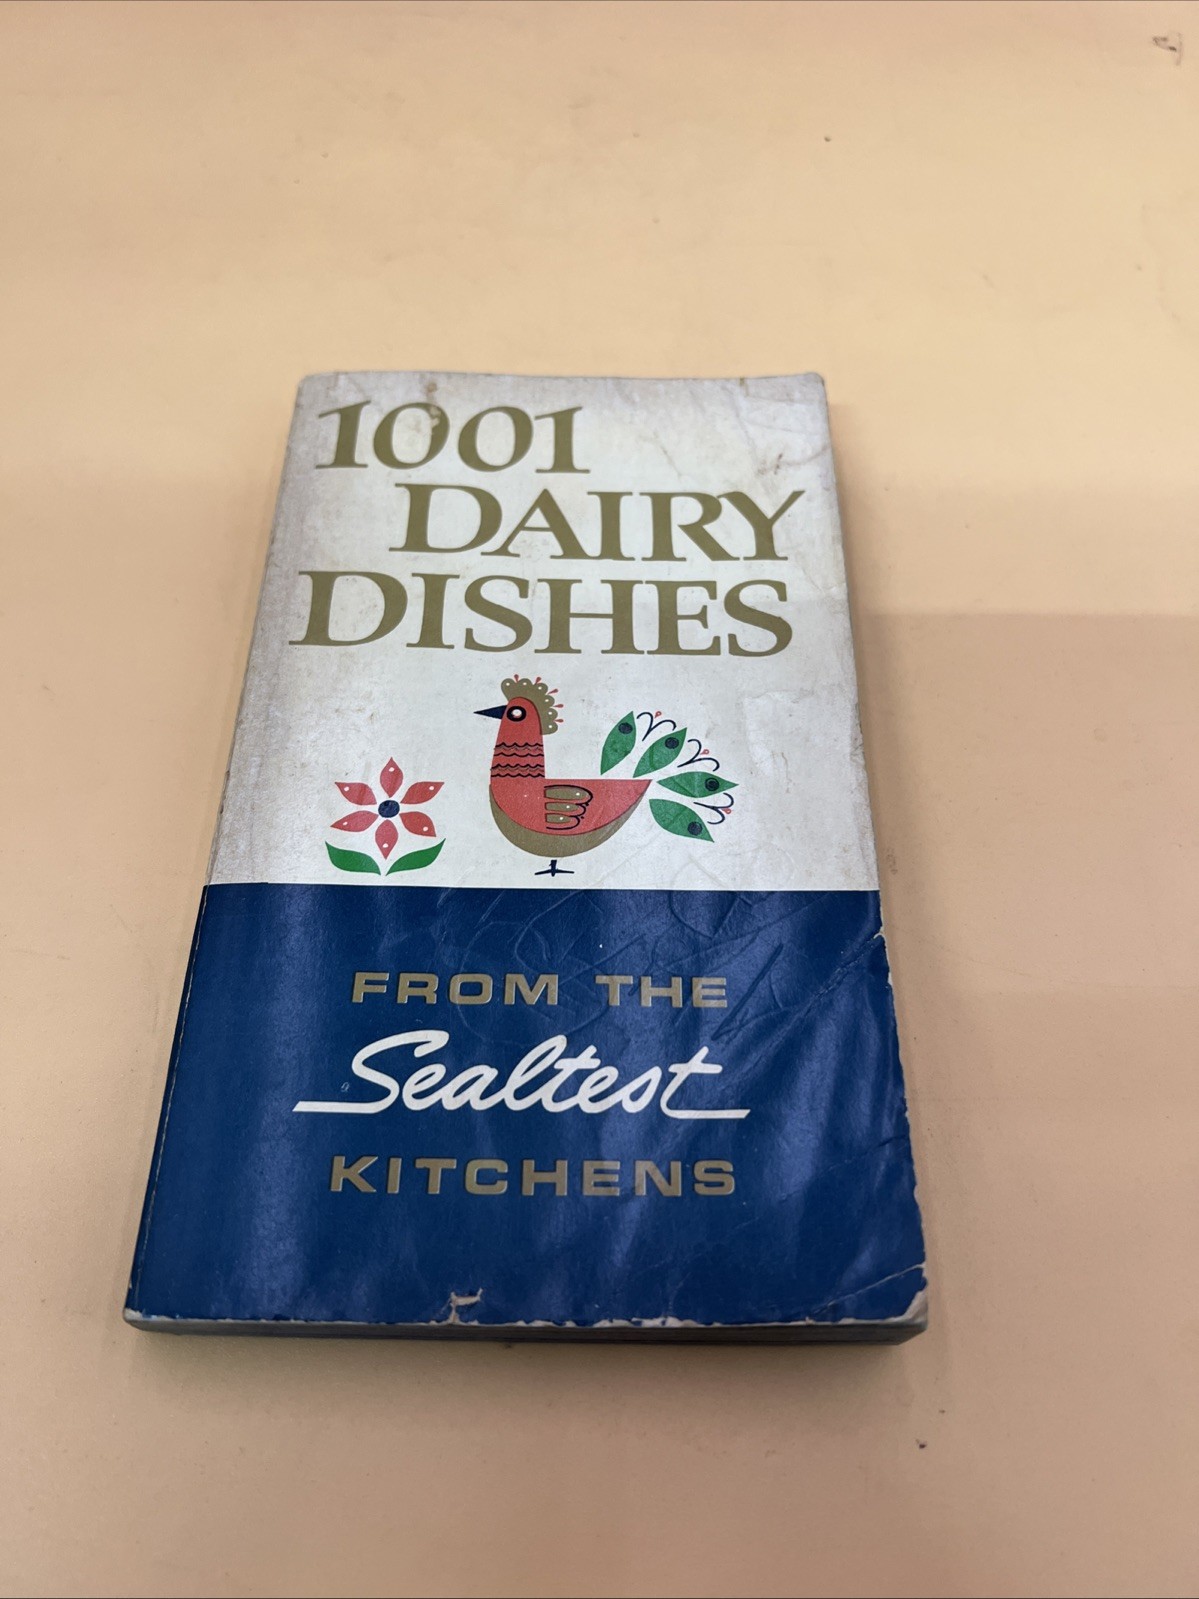 1001
DAIRY
DISHES
FROM THE
Sealtest
KITCHENS